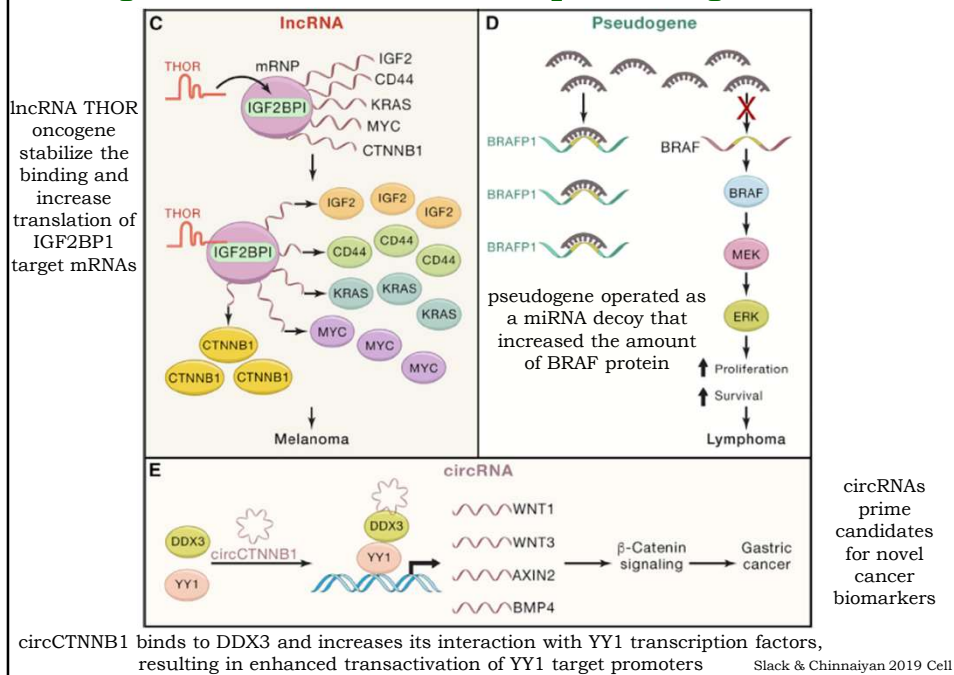 C
lncRNA
THOR
mRNP
IGF2BPI
IGF2
CD44
KRAS
MYC
CTNNB1
THOR
IGF2BPI
IGF2
IGF2
IGF2
CD44
CD44
CD44
KRAS
KRAS
KRAS
MYC
MYC
MYC
CTNNB1
CTNNB1
CTNNB1
Melanoma
lncRNA THOR
oncogene
stabilize the
binding and
increase
translation of
IGF2BP1
target mRNAs
D
Pseudogene
BRAFP1
BRAFP1
BRAFP1
X
BRAF
BRAF
MEK
ERK
Proliferation
Survival
Lymphoma
pseudogene operated as
a miRNA decoy that
increased the amount
of BRAF protein
E
circRNA
DDX3
YY1
circCTNNB1
DDX3
YY1
WNT1
WNT3
AXIN2
BMP4
β-Catenin
signaling
Gastric
cancer
circRNAs
prime
candidates
for novel
cancer
biomarkers
circCTNNB1 binds to DDX3 and increases its interaction with YY1 transcription factors,
resulting in enhanced transactivation of YY1 target promoters
Slack & Chinnaiyan 2019 Cell